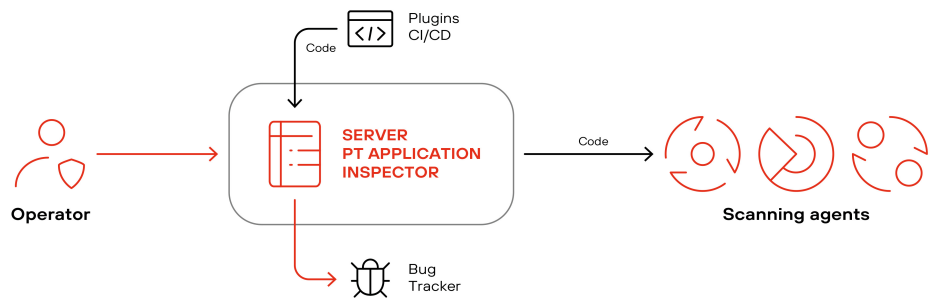 Plugins
CI/CD
Code
SERVER
PT APPLICATION
INSPECTOR
Code
Operator
Scanning agents
Bug
Tracker